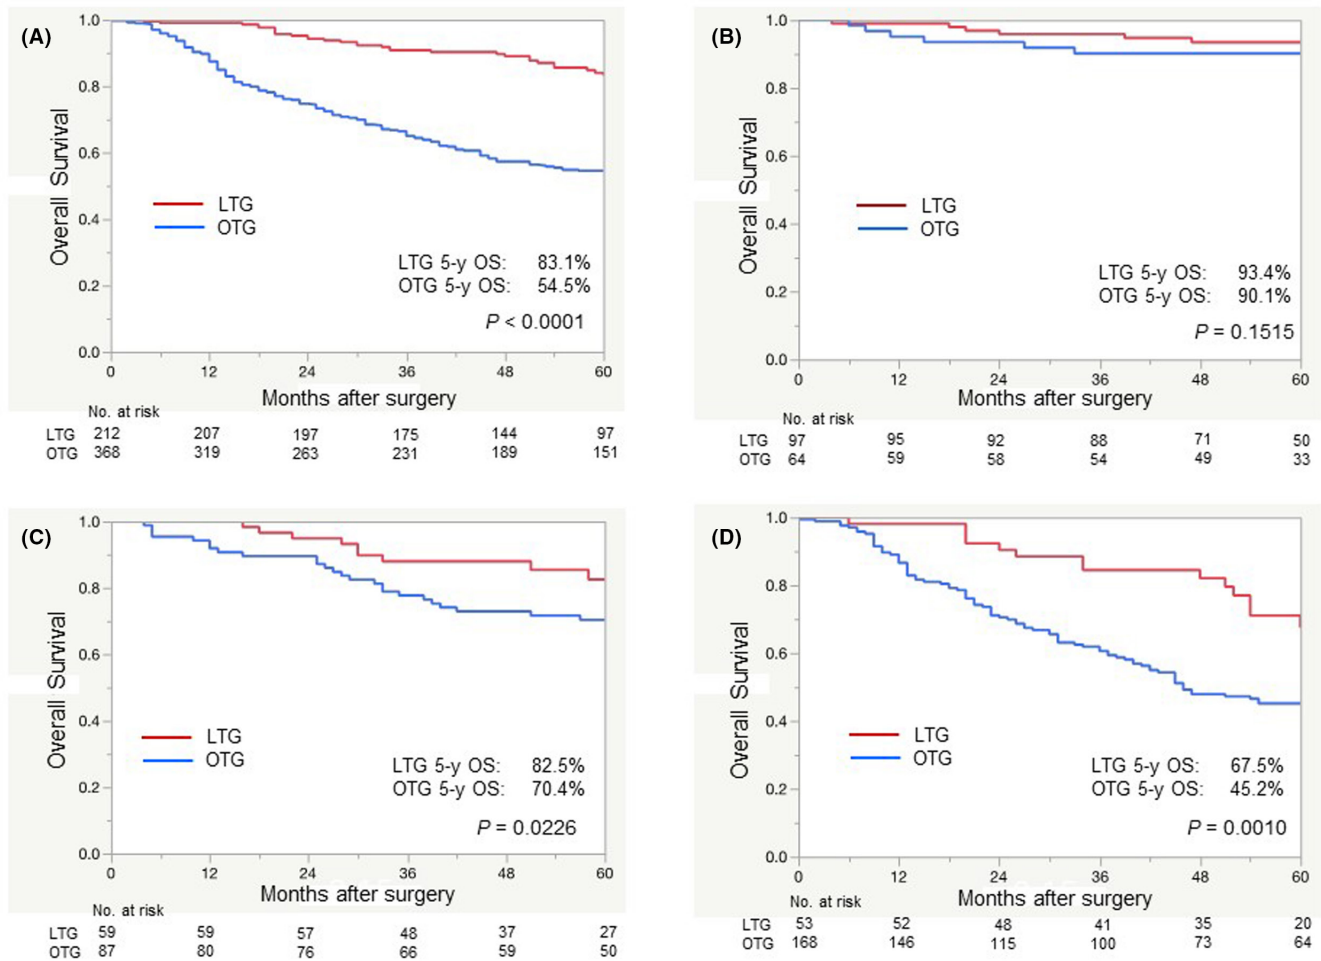 (A)
1.0
0.8
0.6
0.4
0.2
0.0
Overall Survival
LTG
OTG
LTG 5-y OS: 83.1%
OTG 5-y OS: 54.5%
P < 0.0001
0 12 24 36 48 60
Months after surgery
No. at risk
LTG 212 207 197 175 144 97
OTG 368 319 263 231 189 151
(B)
1.0
0.8
0.6
0.4
0.2
0.0
Overall Survival
LTG
OTG
LTG 5-y OS: 93.4%
OTG 5-y OS: 90.1%
P = 0.1515
0 12 24 36 48 60
Months after surgery
No. at risk
LTG 97 95 92 88 71 50
OTG 64 59 58 54 49 33
(C)
1.0
0.8
0.6
0.4
0.2
0.0
Overall Survival
LTG
OTG
LTG 5-y OS: 82.5%
OTG 5-y OS: 70.4%
P = 0.0226
0 12 24 36 48 60
Months after surgery
No. at risk
LTG 59 59 57 48 37 27
OTG 87 80 76 66 59 50
(D)
1.0
0.8
0.6
0.4
0.2
0.0
Overall Survival
LTG
OTG
LTG 5-y OS: 67.5%
OTG 5-y OS: 45.2%
P = 0.0010
0 12 24 36 48 60
Months after surgery
No. at risk
LTG 53 52 48 41 35 20
OTG 168 146 115 100 73 64